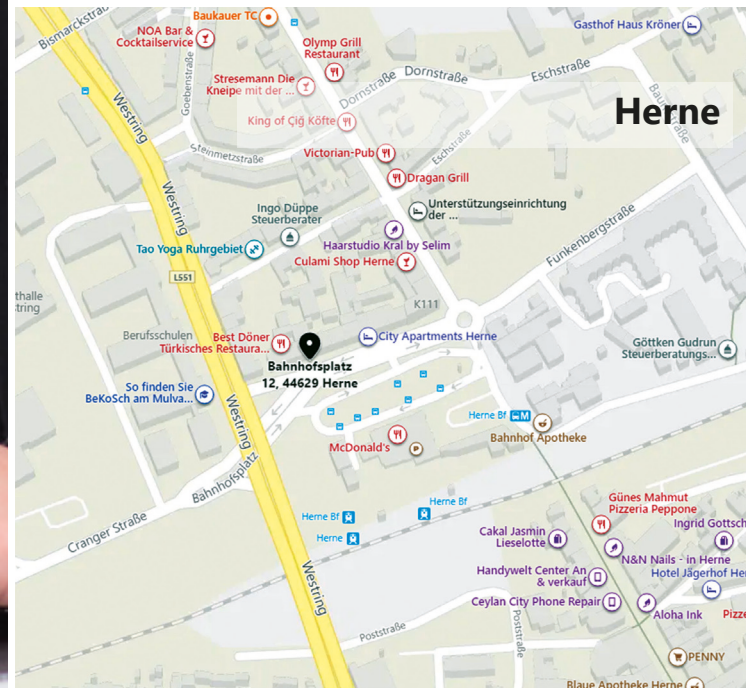 Baukauer TC
Bismarckstraß
NOA Bar &
Cocktailservice
Gasthof Haus Kröner
Olymp Grill
Restaurant
Stresemann Die
Kneipe mit der ...
Goebenstraße
Dornstraße
Dornstraße
Eschstraße
Herne
Westring
King of Çiğ Köfte
Steinmetzstraße
Victorian-Pub
Eschstraße
Dragan Grill
Westring
Ingo Düppe
Steuerberater
Unterstützungseinrichtung
der ...
Tao Yoga Ruhrgebiet
Haarstudio Kral by Selim
Culami Shop Herne
Funkenbergstraße
L551
thalle
tring
K111
Berufsschulen
Best Döner
Türkisches Restaura...
City Apartments Herne
Göttken Gudrun
Steuerberatungs...
Bahnhofsplatz
12, 44629 Herne
So finden Sie
BeKoSch am Mulva...
Westring
Herne Bf
M
Bahnhof Apotheke
McDonald's
P
Bahnhofsplatz
Cranger Straße
Herne Bf
Herne Bf
Herne
Günes Mahmut
Pizzeria Peppone
Cakal Jasmin
Lieselotte
Ingrid Gottsch
N&N Nails - in Herne
Handywelt Center An
& verkauf
Hotel Jägerhof Her
Westring
Ceylan City Phone Repair
Aloha Ink
Pizze
Poststraße
Poststraße
PENNY
Blaue Apotheke Herne